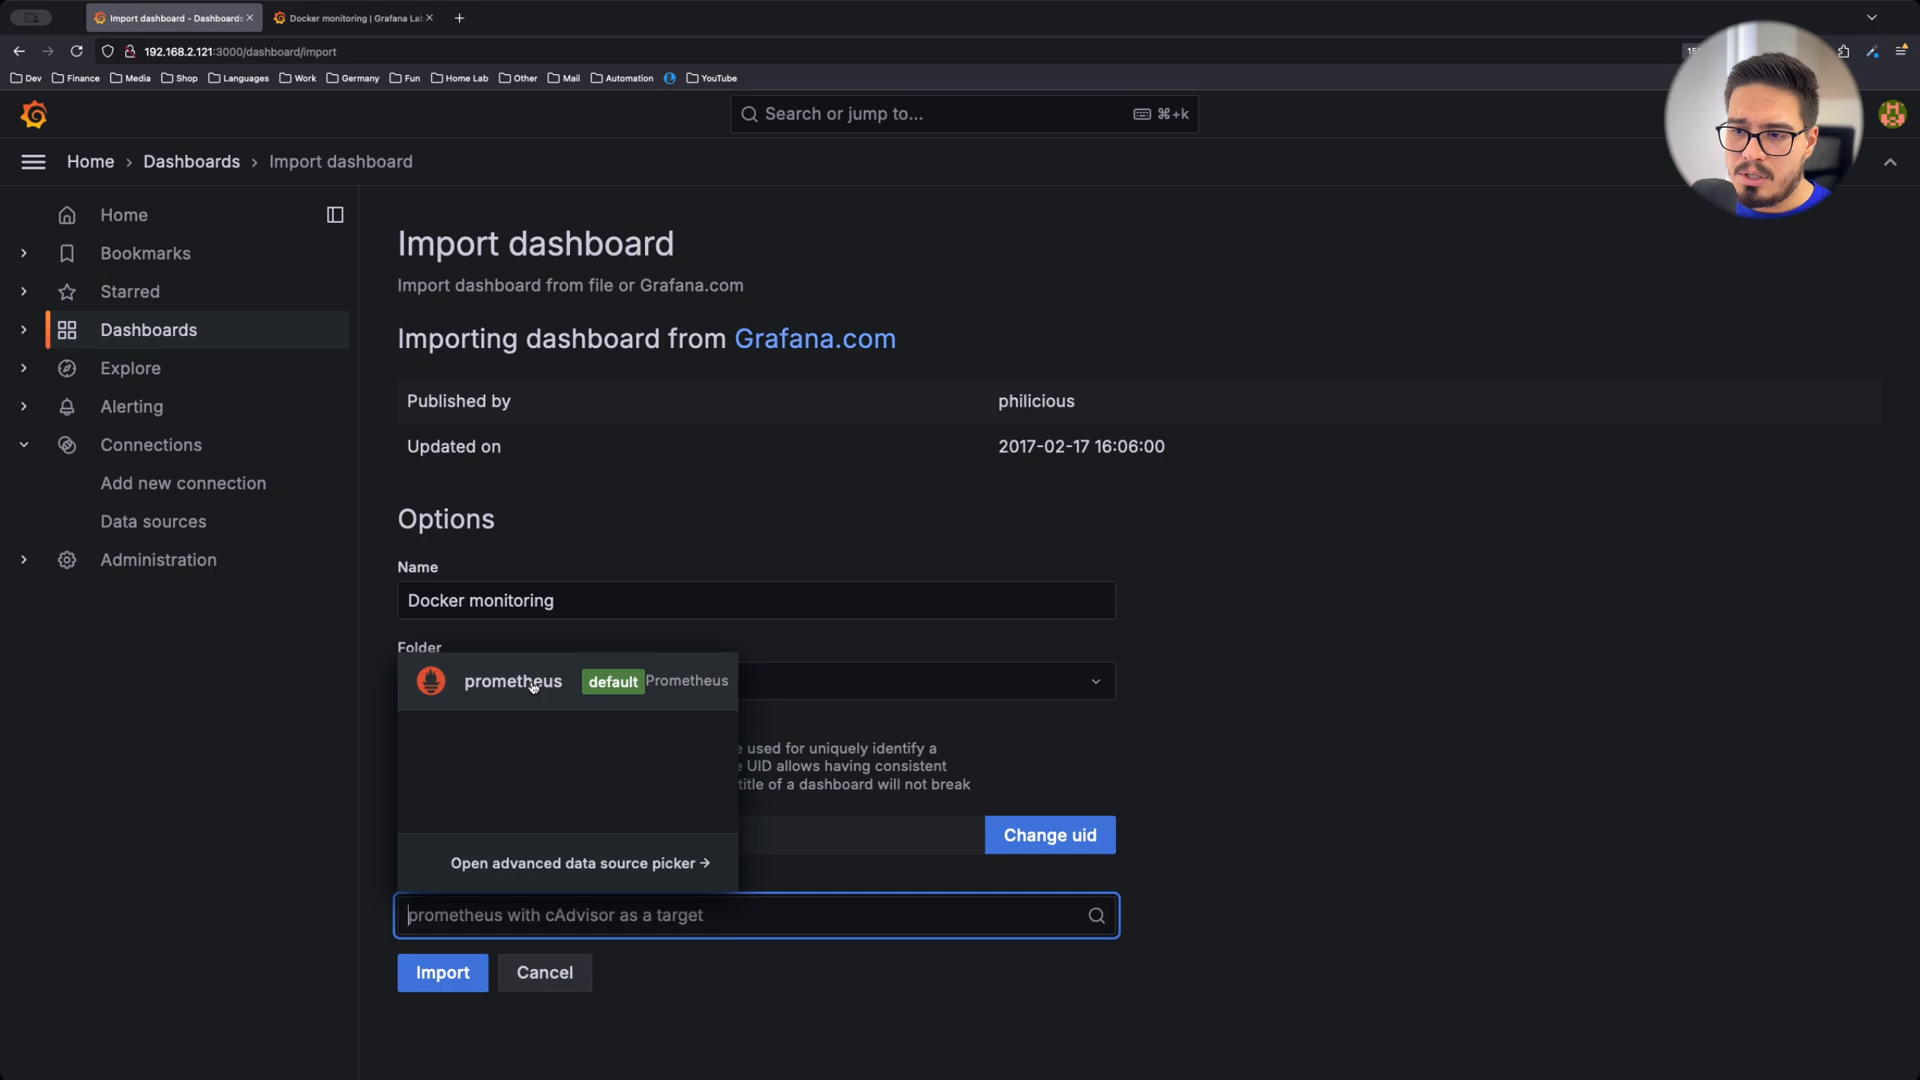 Import dashboard - Dashboards
Docker monitoring | Grafana La
192.168.2.121:3000/dashboard/import
Dev Finance Media Shop Languages Work Germany Fun Home Lab Other Mail Automation YouTube
Search or jump to... ⌘+k
Home › Dashboards › Import dashboard
Home
Bookmarks
Starred
Dashboards
Explore
Alerting
Connections
Add new connection
Data sources
Administration
Import dashboard
Import dashboard from file or Grafana.com
Importing dashboard from Grafana.com
Published by philicious
Updated on 2017-02-17 16:06:00
Options
Name
Docker monitoring
Folder
prometheus default Prometheus
used for uniquely identify a
UID allows having consistent
title of a dashboard will not break
Change uid
Open advanced data source picker →
prometheus with cAdvisor as a target
Import Cancel